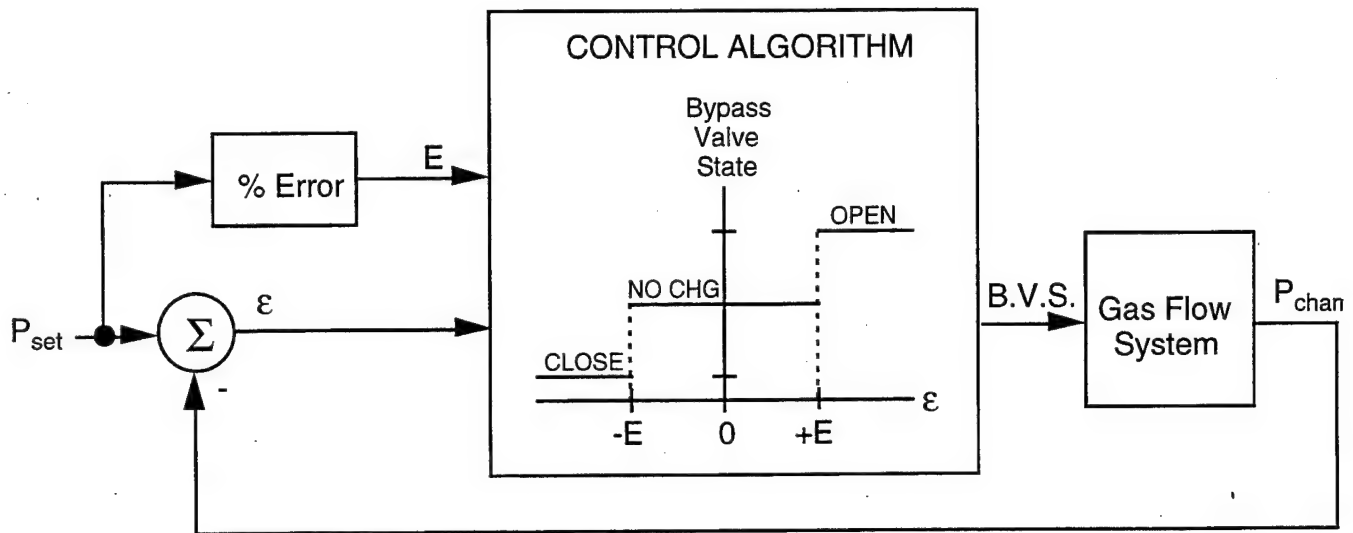 CONTROL ALGORITHM
Bypass
Valve
State
E
% Error
OPEN
ε
NO CHG
B.V.S.
Gas Flow
System
P_chan
P_set
Σ
CLOSE
-
ε
-E
0
+E